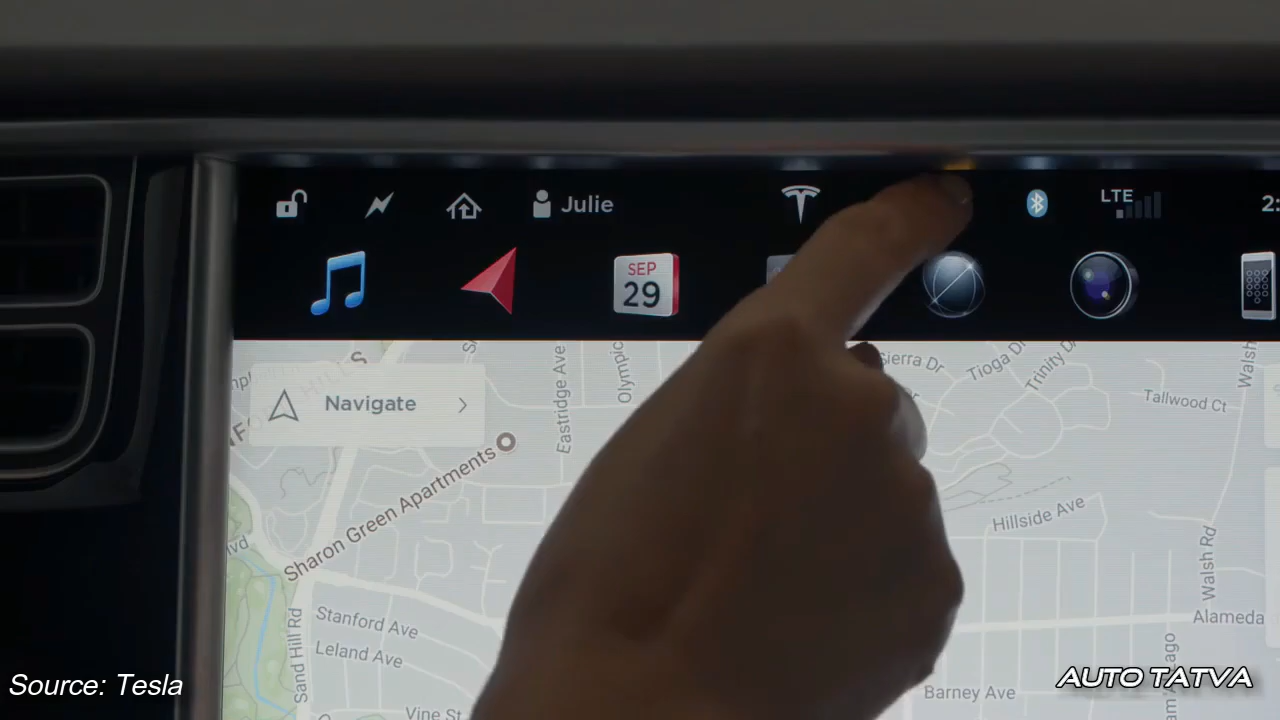 Julie
LTE
2:
SEP
29
Navigate
Eastridge Ave
Olympic
Sierra Dr
Tioga Dr
Trinity Dr
Walsh
Tallwood Ct
Sharon Green Apartments
Hillside Ave
Walsh Rd
Sand Hill Rd
Stanford Ave
Leland Ave
Alameda
Barney Ave
Vine St
Source: Tesla
AUTO TATVA